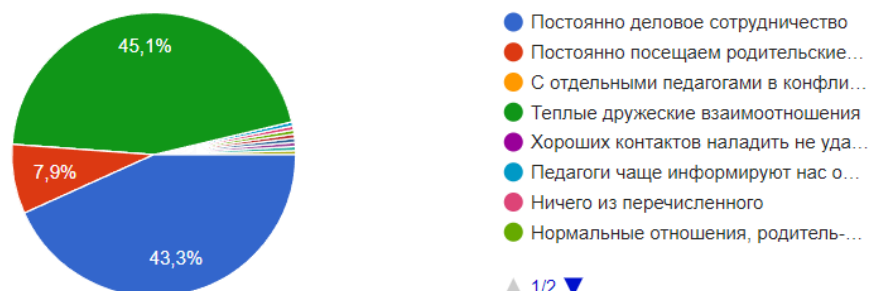 45,1%
7,9%
43,3%
Постоянно деловое сотрудничество
Постоянно посещаем родительские...
С отдельными педагогами в конфли...
Теплые дружеские взаимоотношения
Хороших контактов наладить не уда...
Педагоги чаще информируют нас о...
Ничего из перечисленного
Нормальные отношения, родитель-...
1/2